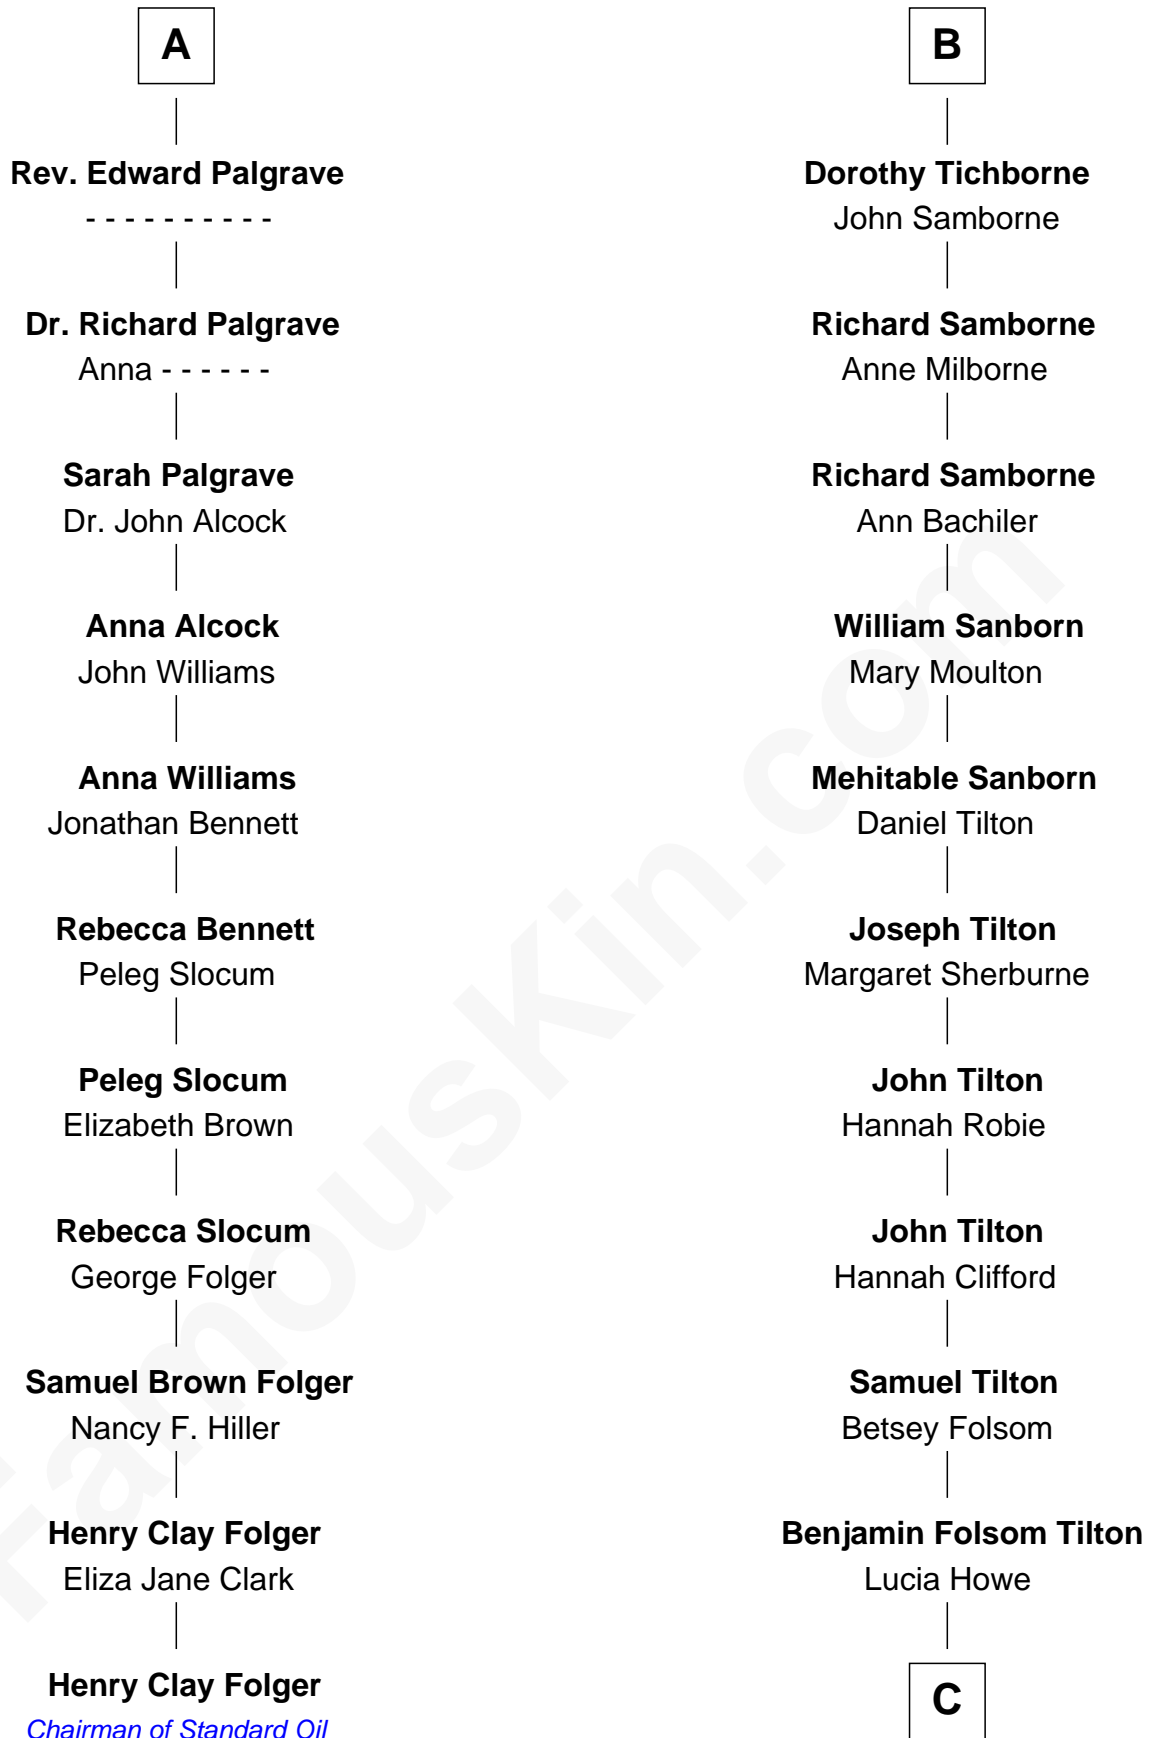 A
Rev. Edward Palgrave
- - - - - - - - - -
Dr. Richard Palgrave
Anna - - - - - -
Sarah Palgrave
Dr. John Alcock
Anna Alcock
John Williams
Anna Williams
Jonathan Bennett
Rebecca Bennett
Peleg Slocum
Peleg Slocum
Elizabeth Brown
Rebecca Slocum
George Folger
Samuel Brown Folger
Nancy F. Hiller
Henry Clay Folger
Eliza Jane Clark
Henry Clay Folger
Chairman of Standard Oil
B
Dorothy Tichborne
John Samborne
Richard Samborne
Anne Milborne
Richard Samborne
Ann Bachiler
William Sanborn
Mary Moulton
Mehitable Sanborn
Daniel Tilton
Joseph Tilton
Margaret Sherburne
John Tilton
Hannah Robie
John Tilton
Hannah Clifford
Samuel Tilton
Betsey Folsom
Benjamin Folsom Tilton
Lucia Howe
C
FamousKin.com